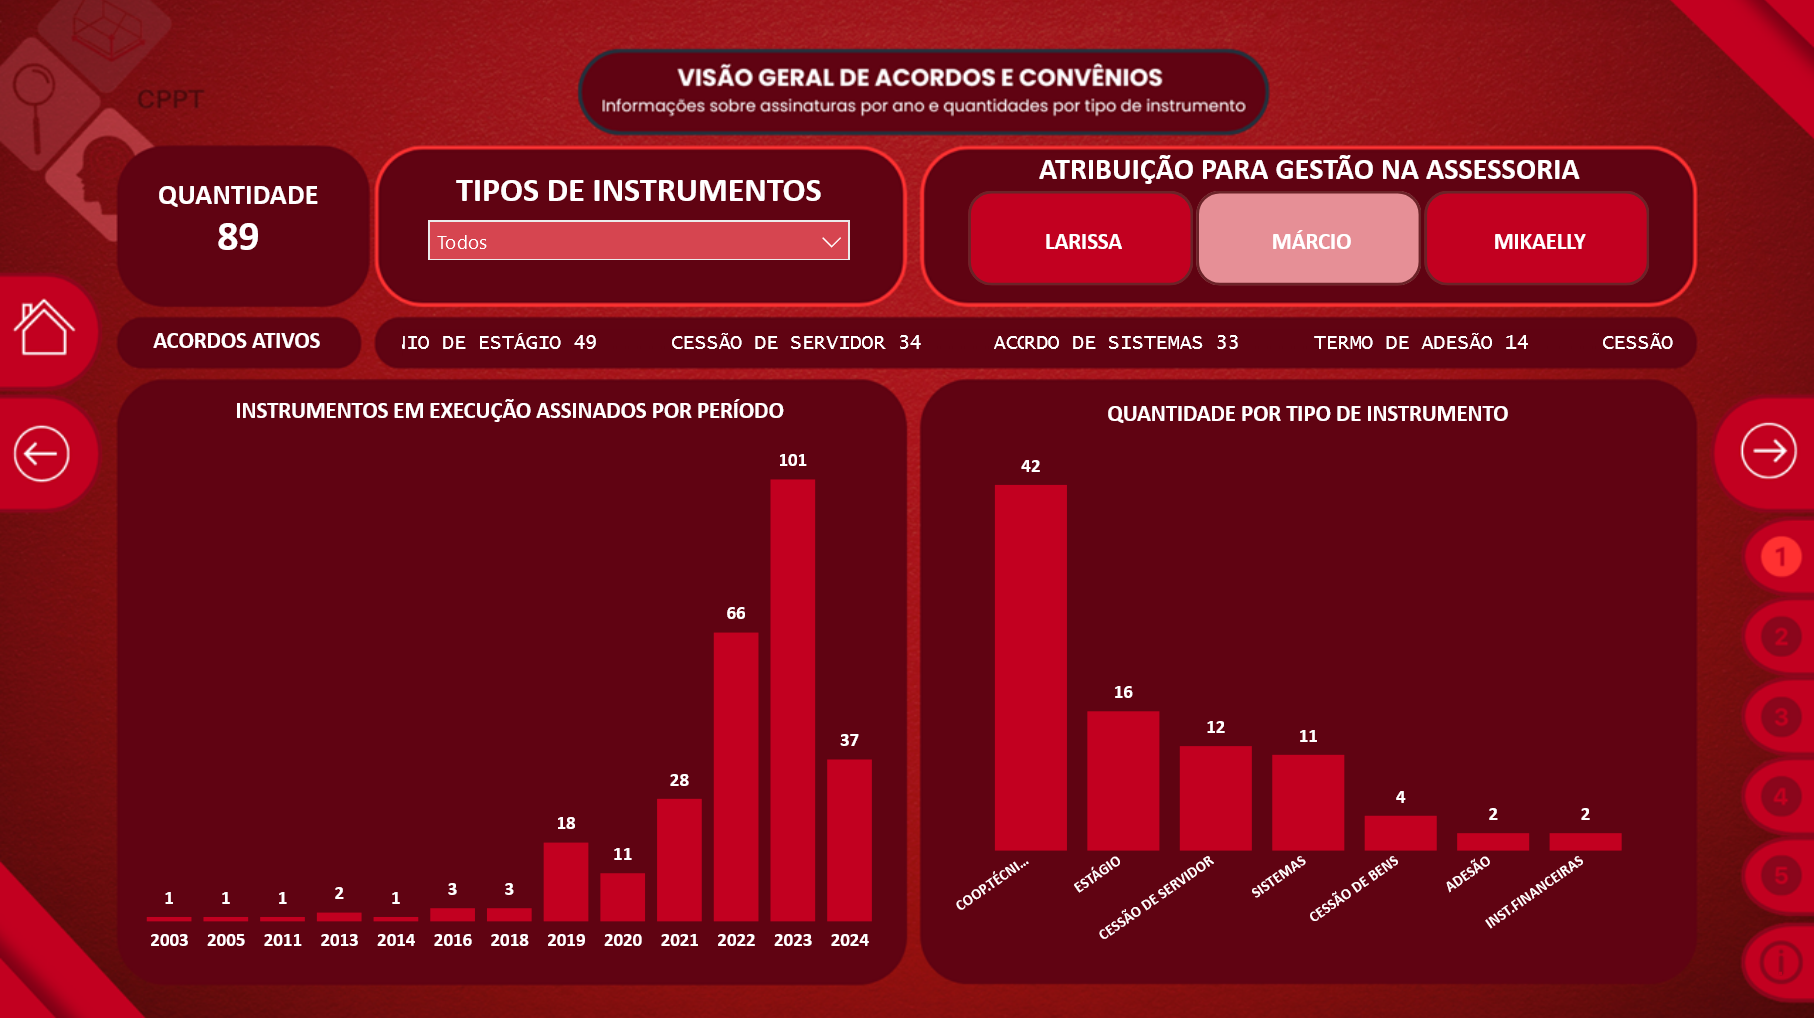 VISÃO GERAL DE ACORDOS E CONVÊNIOS
Informações sobre assinaturas por ano e quantidades por tipo de instrumento
CPPT
QUANTIDADE
89
TIPOS DE INSTRUMENTOS
Todos
ATRIBUIÇÃO PARA GESTÃO NA ASSESSORIA
LARISSA
MÁRCIO
MIKAELLY
ACORDOS ATIVOS
IO DE ESTÁGIO 49 CESSÃO DE SERVIDOR 34 ACORDO DE SISTEMAS 33 TERMO DE ADESÃO 14 CESSÃO
INSTRUMENTOS EM EXECUÇÃO ASSINADOS POR PERÍODO
1 1 1 2 1 3 3 18 11 28 66 101 37
2003 2005 2011 2013 2014 2016 2018 2019 2020 2021 2022 2023 2024
QUANTIDADE POR TIPO DE INSTRUMENTO
42 16 12 11 4 2 2
COOP.TÉCNI...
ESTÁGIO
CESSÃO DE SERVIDOR
SISTEMAS
CESSÃO DE BENS
ADESÃO
INST.FINANCEIRAS
1
2
3
4
5
i